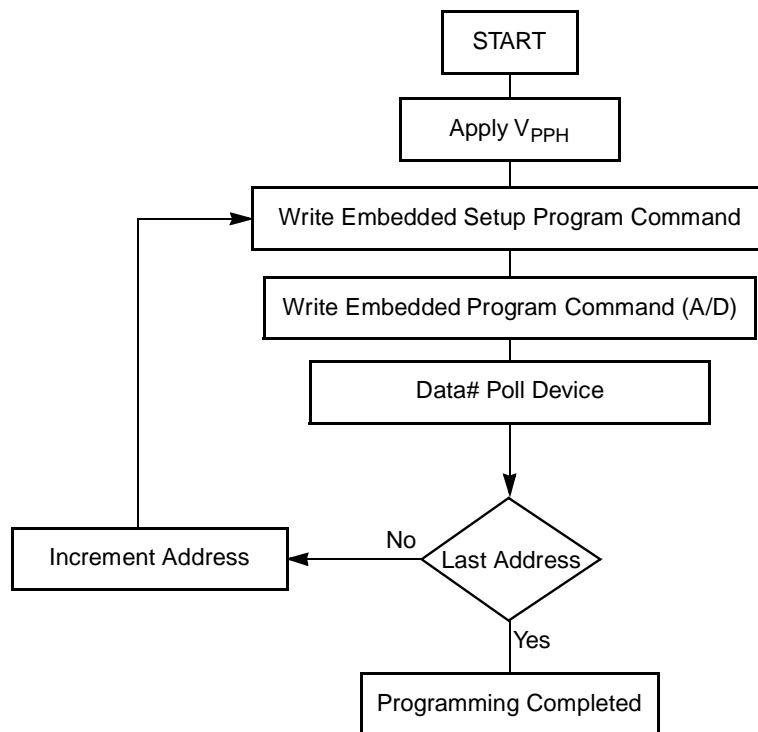 START
Apply VPPH
Write Embedded Setup Program Command
Write Embedded Program Command (A/D)
Data# Poll Device
Last Address
No
Increment Address
Yes
Programming Completed